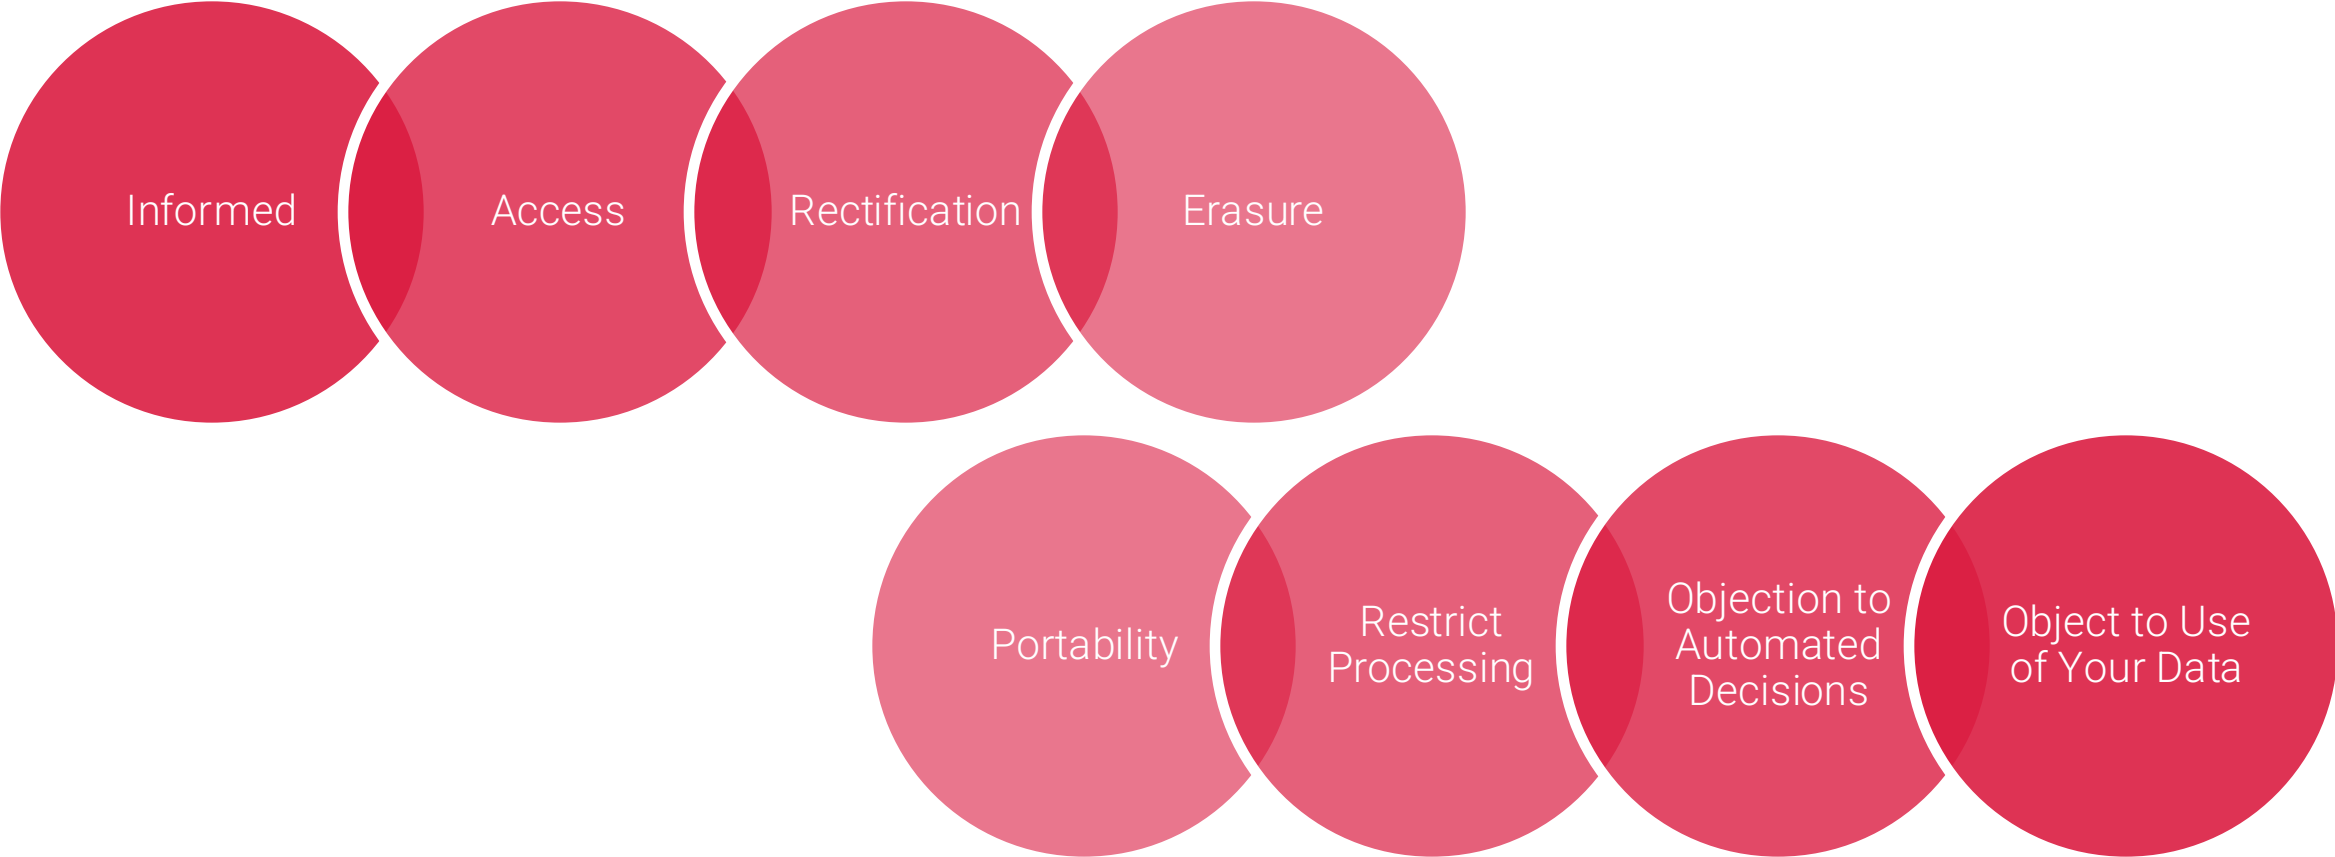 Informed
Access
Rectification
Erasure
Portability
Restrict
Processing
Objection to
Automated
Decisions
Object to Use
of Your Data